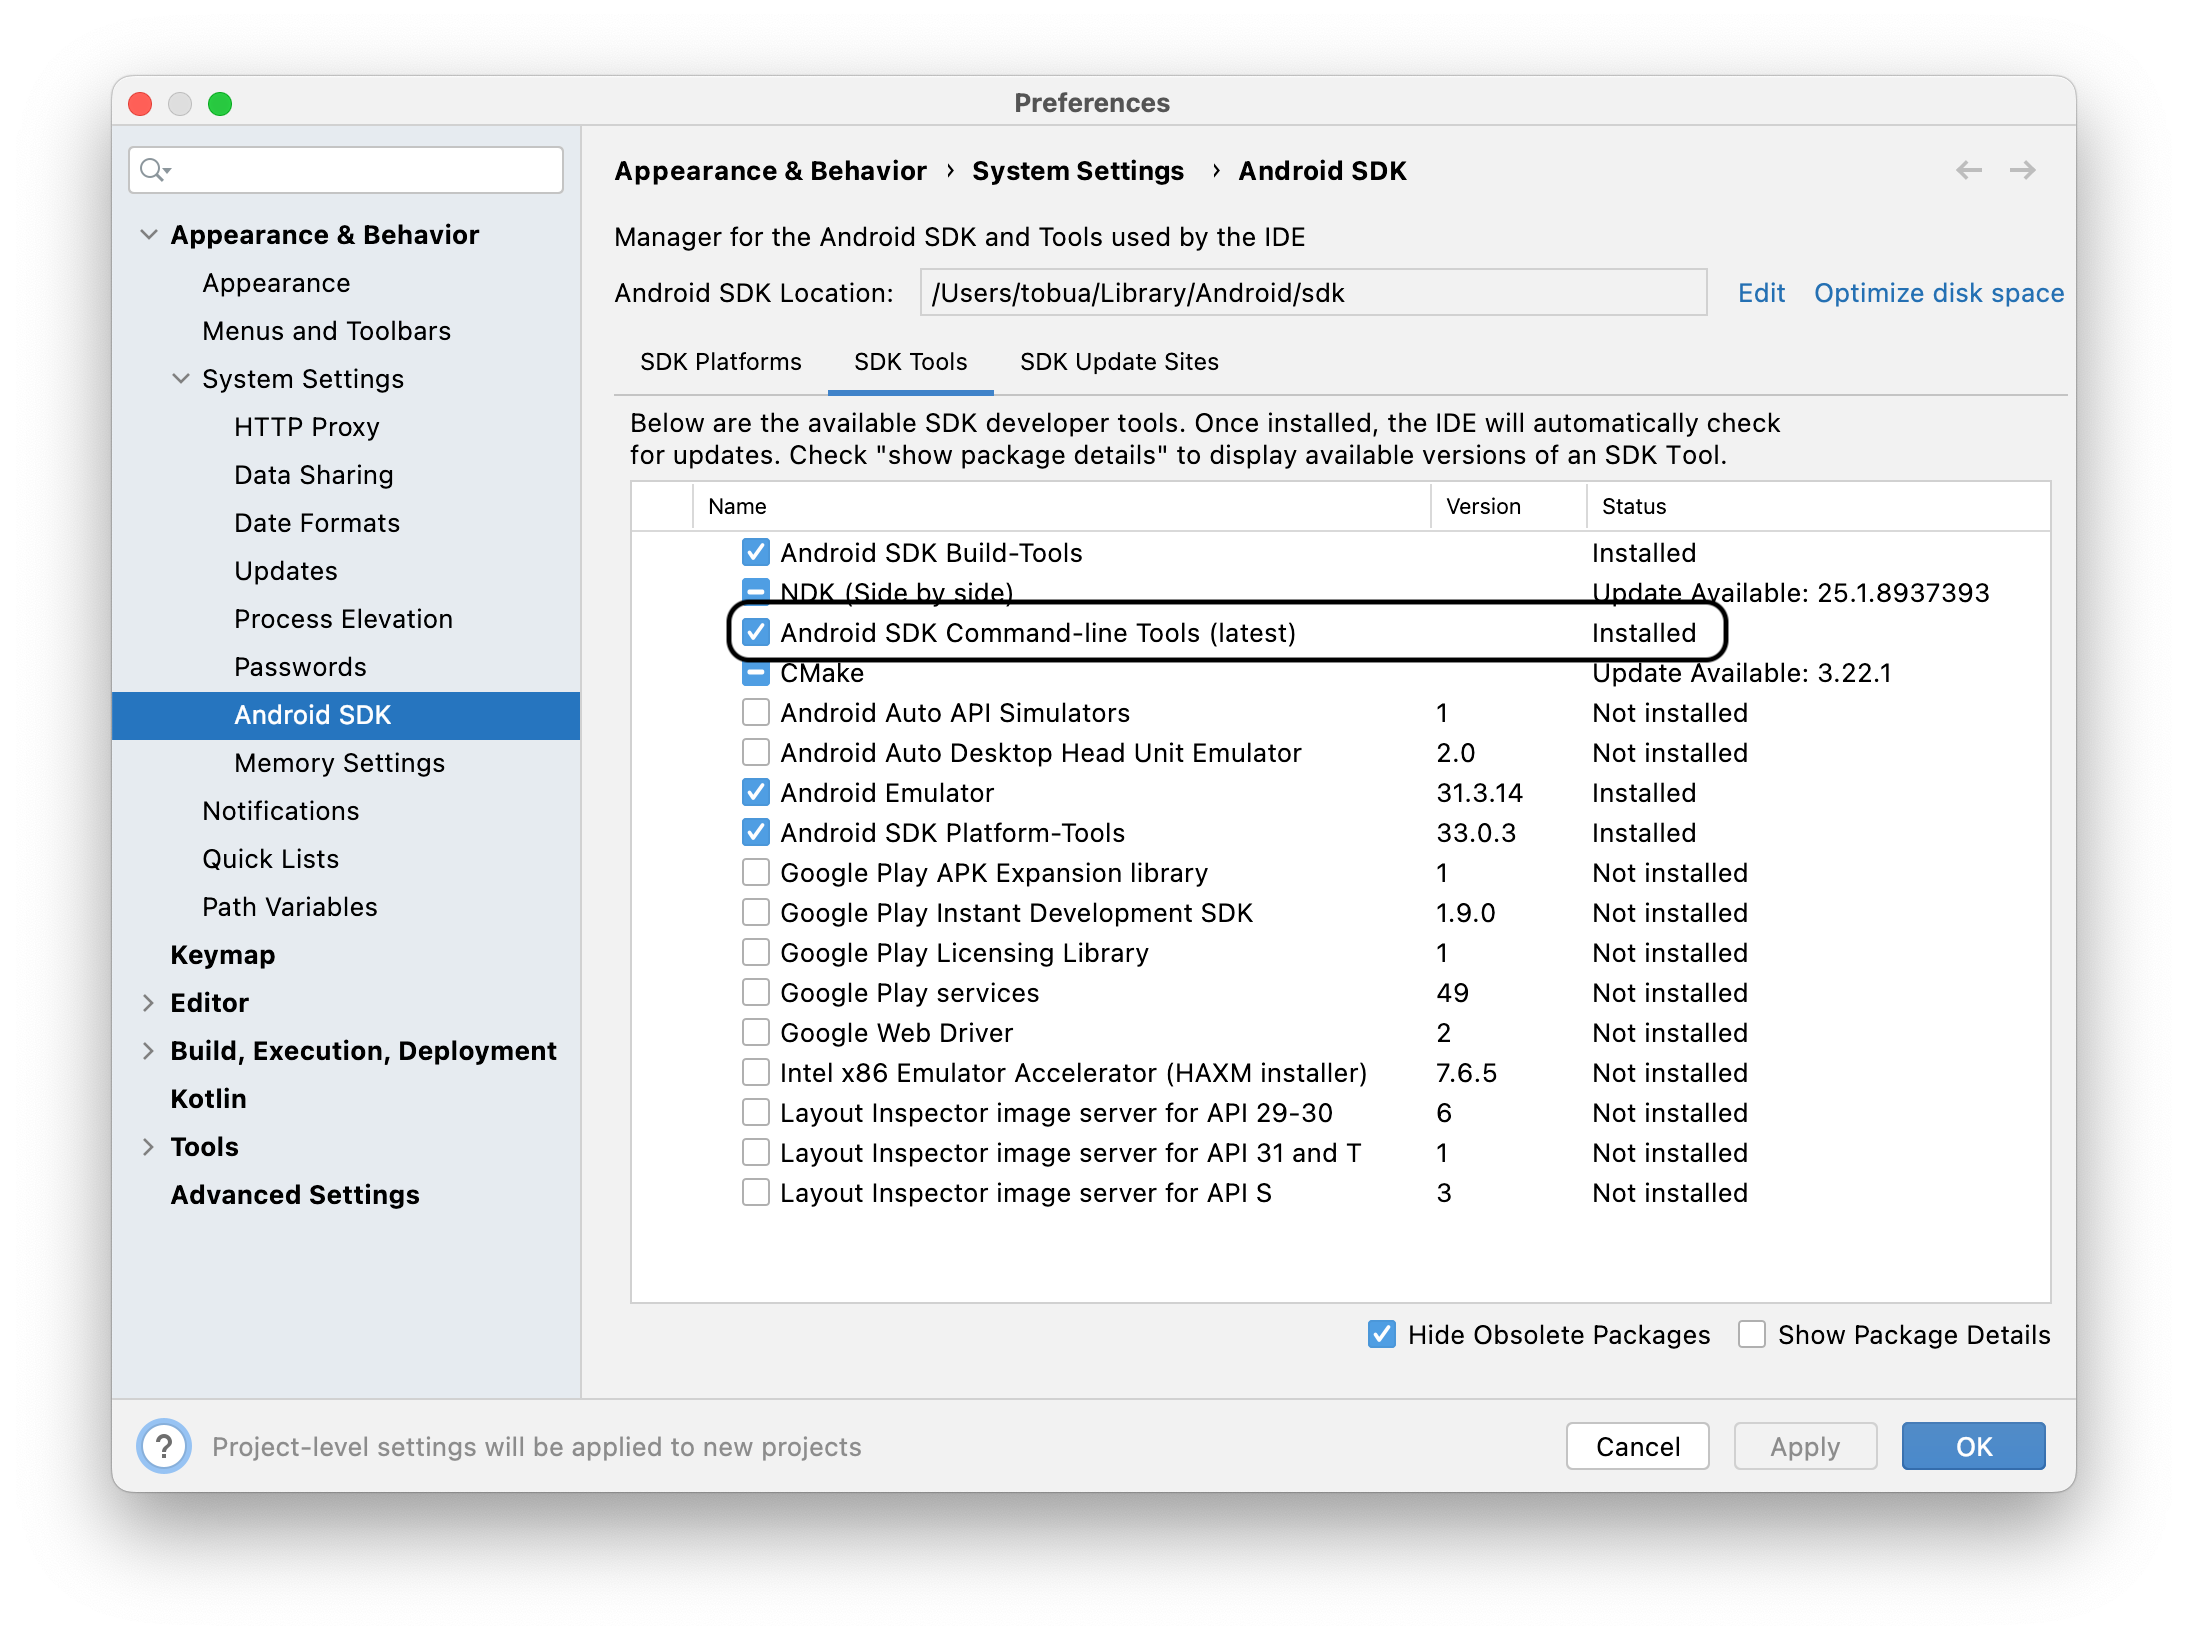 Preferences
Appearance & Behavior
Appearance
Menus and Toolbars
System Settings
HTTP Proxy
Data Sharing
Date Formats
Updates
Process Elevation
Passwords
Android SDK
Memory Settings
Notifications
Quick Lists
Path Variables
Keymap
Editor
Build, Execution, Deployment
Kotlin
Tools
Advanced Settings
Appearance & Behavior › System Settings › Android SDK
Manager for the Android SDK and Tools used by the IDE
Android SDK Location: /Users/tobua/Library/Android/sdk Edit Optimize disk space
SDK Platforms SDK Tools SDK Update Sites
Below are the available SDK developer tools. Once installed, the IDE will automatically check
for updates. Check "show package details" to display available versions of an SDK Tool.
Name Version Status
Android SDK Build-Tools Installed
NDK (Side by side) Update Available: 25.1.8937393
Android SDK Command-line Tools (latest) Installed
CMake Update Available: 3.22.1
Android Auto API Simulators 1 Not installed
Android Auto Desktop Head Unit Emulator 2.0 Not installed
Android Emulator 31.3.14 Installed
Android SDK Platform-Tools 33.0.3 Installed
Google Play APK Expansion library 1 Not installed
Google Play Instant Development SDK 1.9.0 Not installed
Google Play Licensing Library 1 Not installed
Google Play services 49 Not installed
Google Web Driver 2 Not installed
Intel x86 Emulator Accelerator (HAXM installer) 7.6.5 Not installed
Layout Inspector image server for API 29-30 6 Not installed
Layout Inspector image server for API 31 and T 1 Not installed
Layout Inspector image server for API S 3 Not installed
Hide Obsolete Packages Show Package Details
? Project-level settings will be applied to new projects Cancel Apply OK